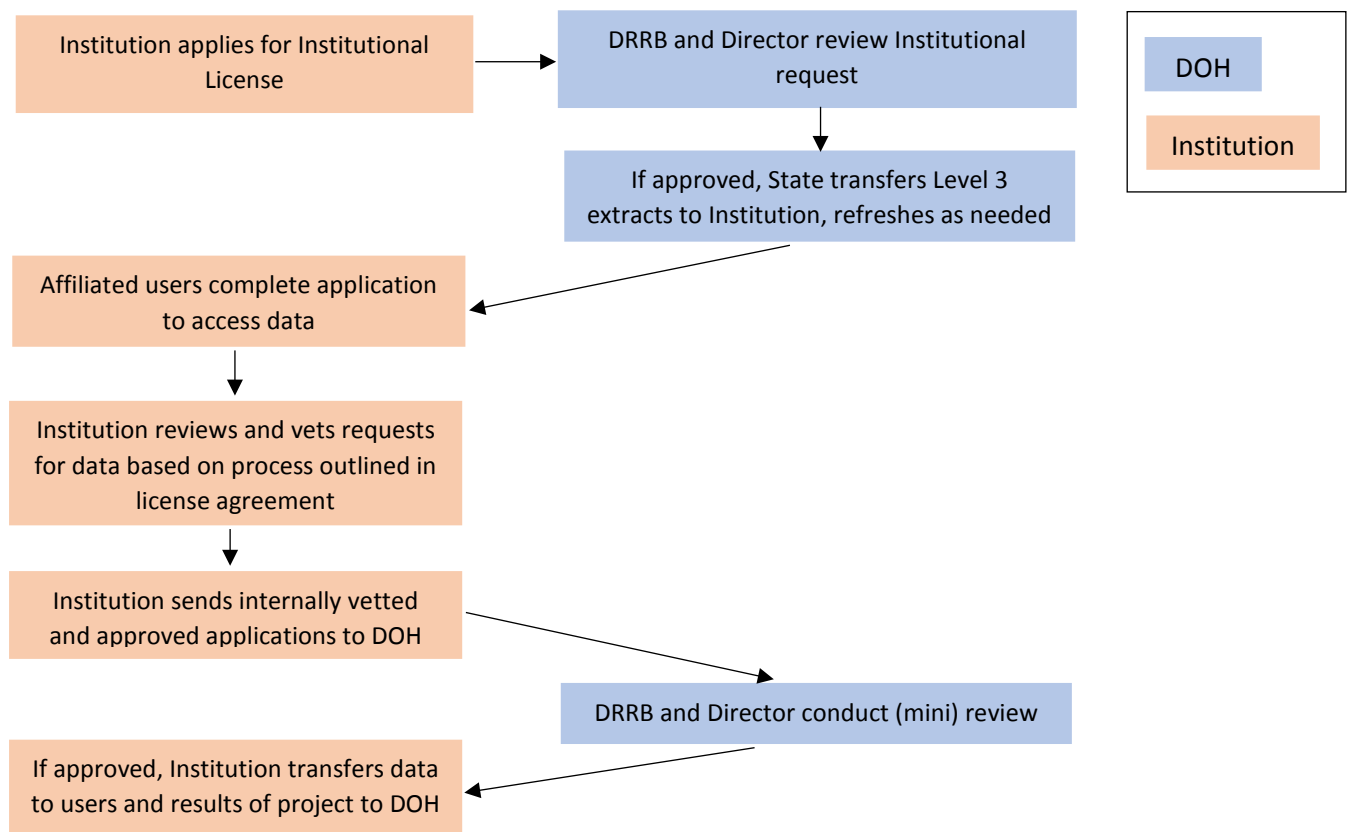 Institution applies for Institutional
License
DRRB and Director review Institutional
request
DOH
Institution
If approved, State transfers Level 3
extracts to Institution, refreshes as needed
Affiliated users complete application
to access data
Institution reviews and vets requests
for data based on process outlined in
license agreement
Institution sends internally vetted
and approved applications to DOH
DRRB and Director conduct (mini) review
If approved, Institution transfers data
to users and results of project to DOH